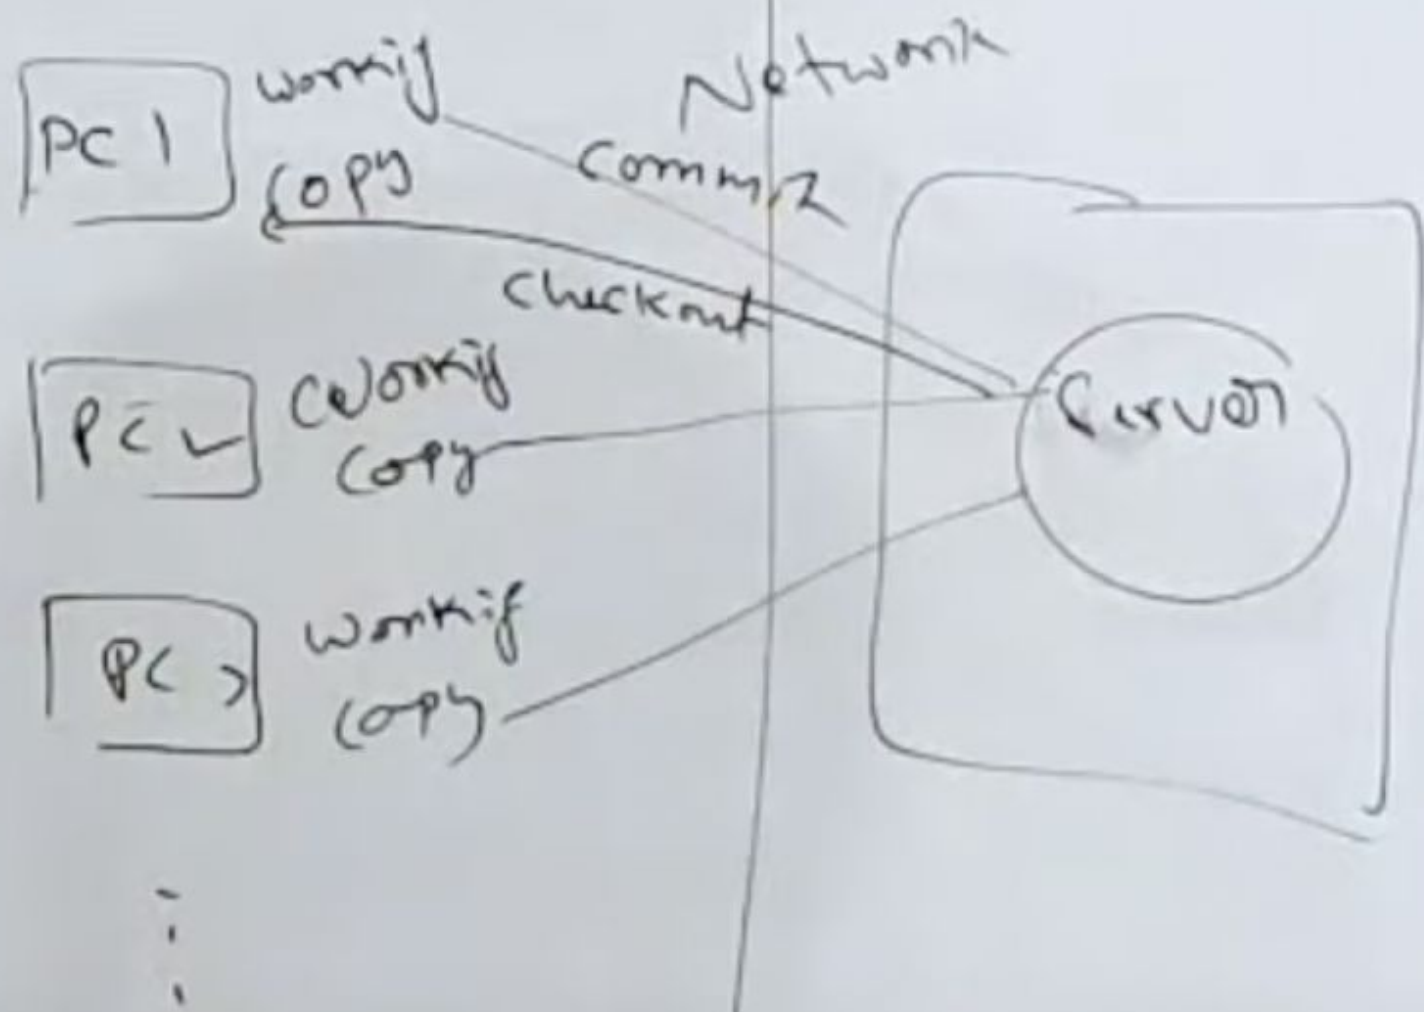 PC 1
working
copy
Network
commit
checkout
PC 2
working
copy
Server
PC 3
working
copy